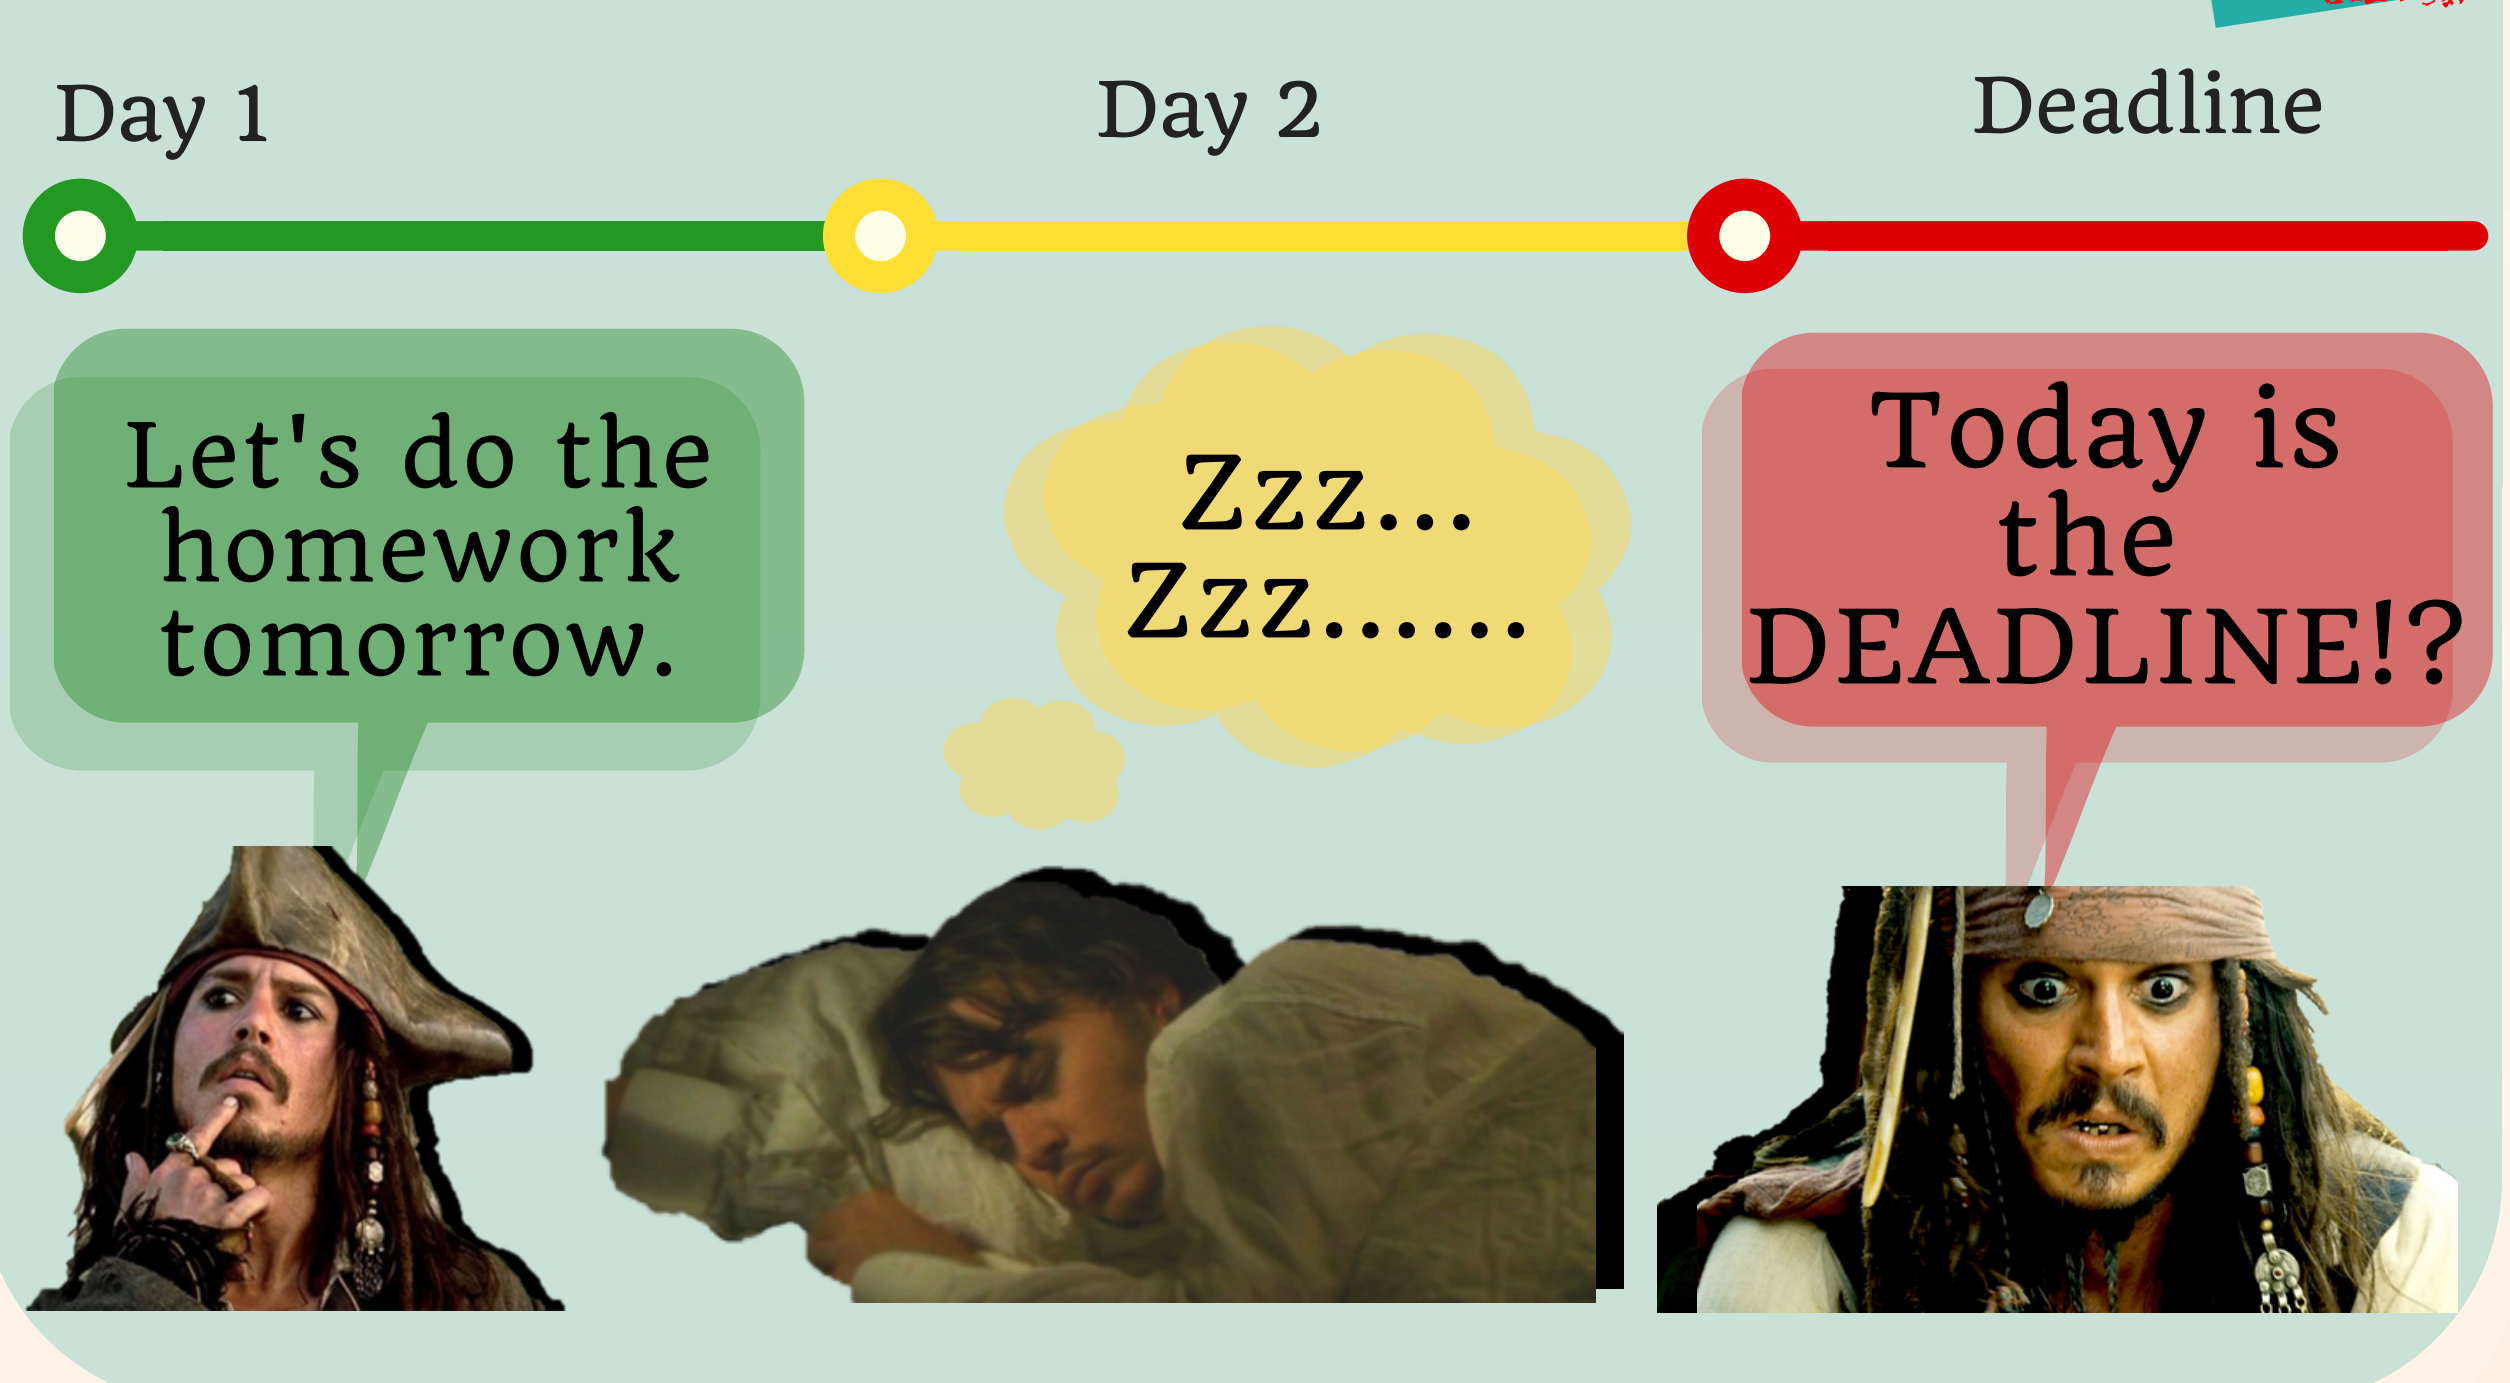 Day 1
Day 2
Deadline
Let's do the
homework
tomorrow.
Zzz...
Zzz......
Today is
the
DEADLINE!?